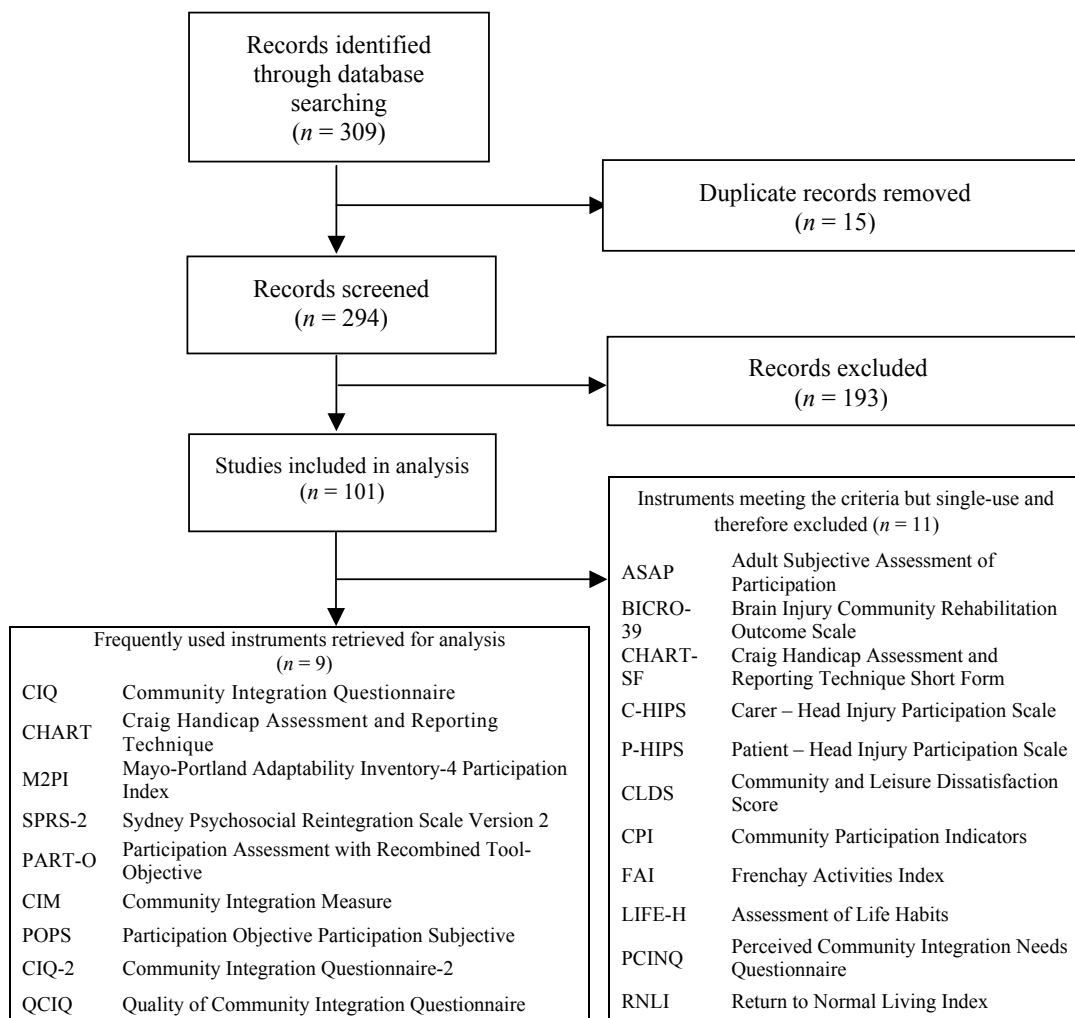 Records identified
through database
searching
(n = 309)
Duplicate records removed
(n = 15)
Records screened
(n = 294)
Records excluded
(n = 193)
Studies included in analysis
(n = 101)
Instruments meeting the criteria but single-use and
therefore excluded (n = 11)
ASAP Adult Subjective Assessment of
Participation
BICRO- Brain Injury Community Rehabilitation
39 Outcome Scale
CHART- Craig Handicap Assessment and
SF Reporting Technique Short Form
C-HIPS Carer – Head Injury Participation Scale
P-HIPS Patient – Head Injury Participation Scale
CLDS Community and Leisure Dissatisfaction
Score
CPI Community Participation Indicators
FAI Frenchay Activities Index
LIFE-H Assessment of Life Habits
PCINQ Perceived Community Integration Needs
Questionnaire
RNLI Return to Normal Living Index
Frequently used instruments retrieved for analysis
(n = 9)
CIQ Community Integration Questionnaire
CHART Craig Handicap Assessment and Reporting
Technique
M2PI Mayo-Portland Adaptability Inventory-4 Participation
Index
SPRS-2 Sydney Psychosocial Reintegration Scale Version 2
PART-O Participation Assessment with Recombined Tool-
Objective
CIM Community Integration Measure
POPS Participation Objective Participation Subjective
CIQ-2 Community Integration Questionnaire-2
QCIQ Quality of Community Integration Questionnaire